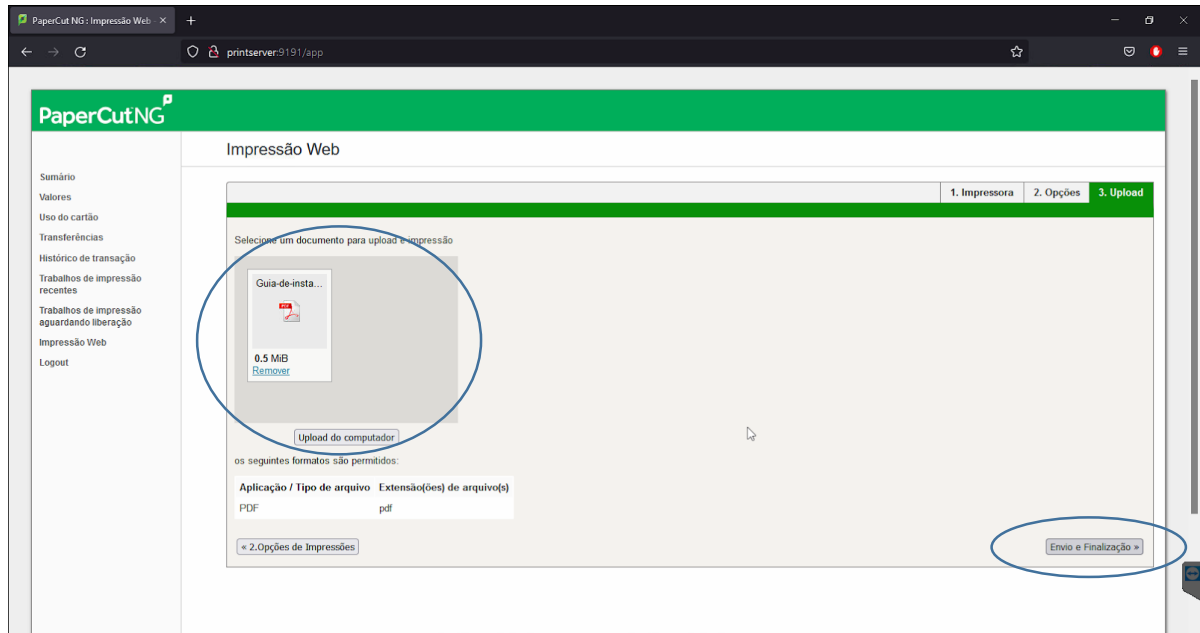 PaperCut NG : Impressão Web -
printserver:9191/app
PaperCut NG
Impressão Web
Sumário
Valores
Uso do cartão
Transferências
Histórico de transação
Trabalhos de impressão
recentes
Trabalhos de impressão
aguardando liberação
Impressão Web
Logout
1. Impressora 2. Opções 3. Upload
Selecione um documento para upload e impressão
Guia-de-insta...
PDF
0.5 MiB
Remover
Upload do computador
os seguintes formatos são permitidos:
Aplicação / Tipo de arquivo Extensão(ões) de arquivo(s)
PDF pdf
« 2.Opções de Impressões
Envio e Finalização »